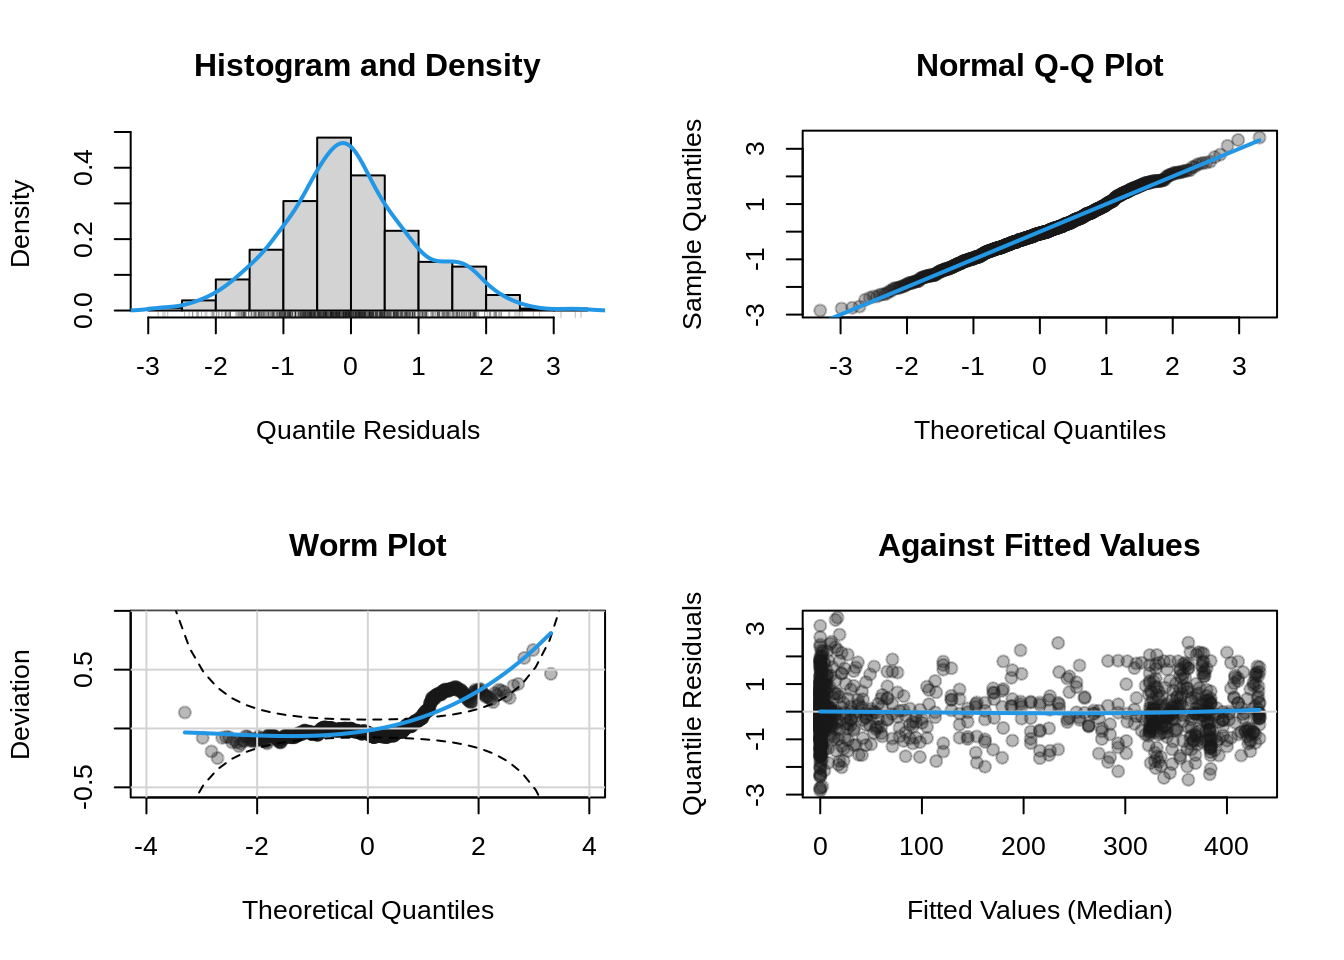 Histogram and Density
Density
0.0 0.2 0.4
-3 -2 -1 0 1 2 3
Quantile Residuals
Normal Q-Q Plot
Sample Quantiles
-3 -1 1 3
-3 -2 -1 0 1 2 3
Theoretical Quantiles
Worm Plot
Deviation
-0.5 0.5
-4 -2 0 2 4
Theoretical Quantiles
Against Fitted Values
Quantile Residuals
-3 -1 1 3
0 100 200 300 400
Fitted Values (Median)